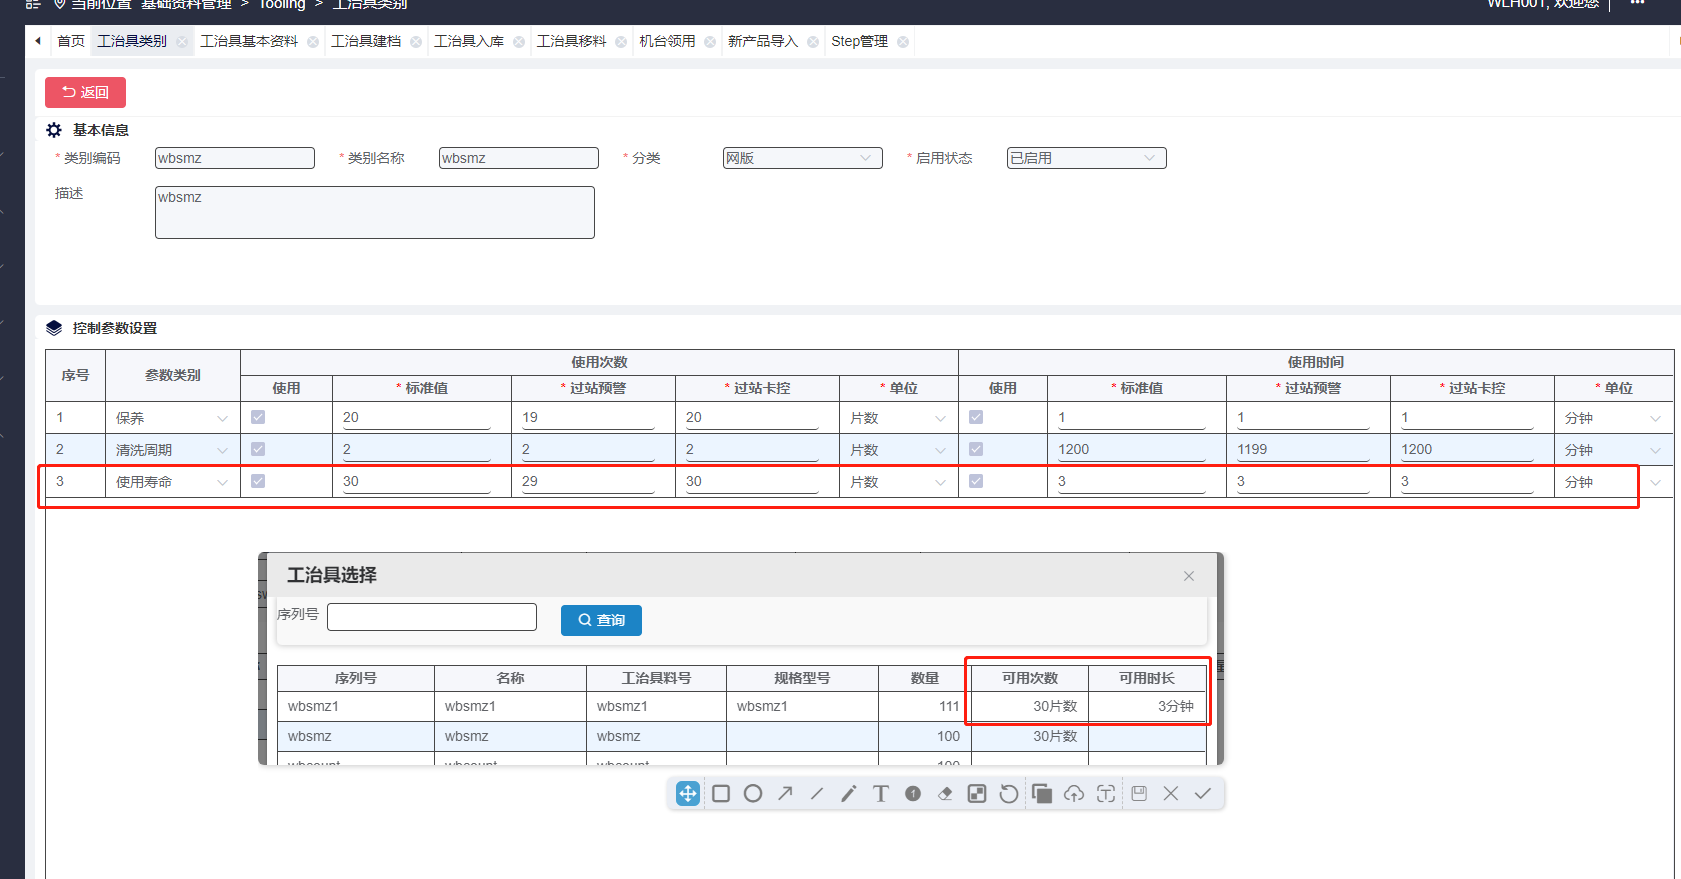 当前位置 基础资料管理 > Tooling > 工治具类别 WLH001, 欢迎您
首页 工治具类别 工治具基本资料 工治具建档 工治具入库 工治具移料 机台领用 新产品导入 Step管理
返回
基本信息
* 类别编码 wbsmz * 类别名称 wbsmz * 分类 网版 * 启用状态 已启用
描述 wbsmz
控制参数设置
序号 参数类别 使用次数 使用时间
使用 * 标准值 * 过站预警 * 过站卡控 * 单位 使用 * 标准值 * 过站预警 * 过站卡控 * 单位
1 保养 20 19 20 片数 1 1 1 分钟
2 清洗周期 2 2 2 片数 1200 1199 1200 分钟
3 使用寿命 30 29 30 片数 3 3 3 分钟
工治具选择
序列号 查询
序列号 名称 工治具料号 规格型号 数量 可用次数 可用时长
wbsmz1 wbsmz1 wbsmz1 wbsmz1 111 30片数 3分钟
wbsmz wbsmz wbsmz 100 30片数